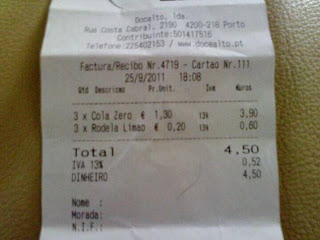 Docealto, lda.
Rua Costa Cabral, 2199 4200-218 Porto
Contribuinte:501417516
Telefone:225402153 / www.docealto.pt
Factura/Recibo Nr.4719 - Cartao Nr.111
25/9/2011 18:08
Qtd Descricao Pr.Unit. Iva €uros
3 x Cola Zero € 1,30 13% 3,90
3 x Rodela Limao € 0,20 13% 0,60
Total 4,50
IVA 13% 0,52
DINHEIRO 4,50
Nome :
Morada:
N.I.F.: